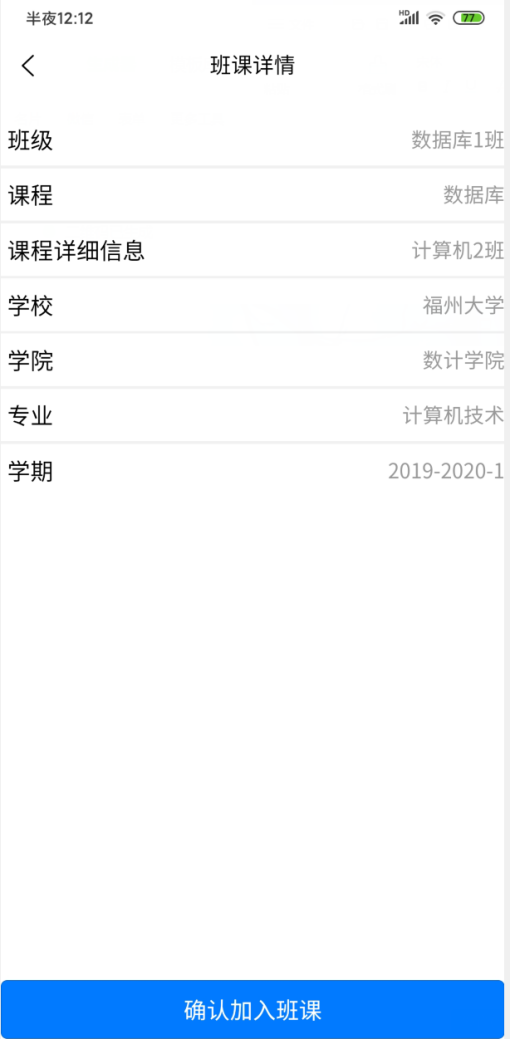 半夜12:12
HD
77
班课详情
班级 数据库1班
课程 数据库
课程详细信息 计算机2班
学校 福州大学
学院 数计学院
专业 计算机技术
学期 2019-2020-1
确认加入班课